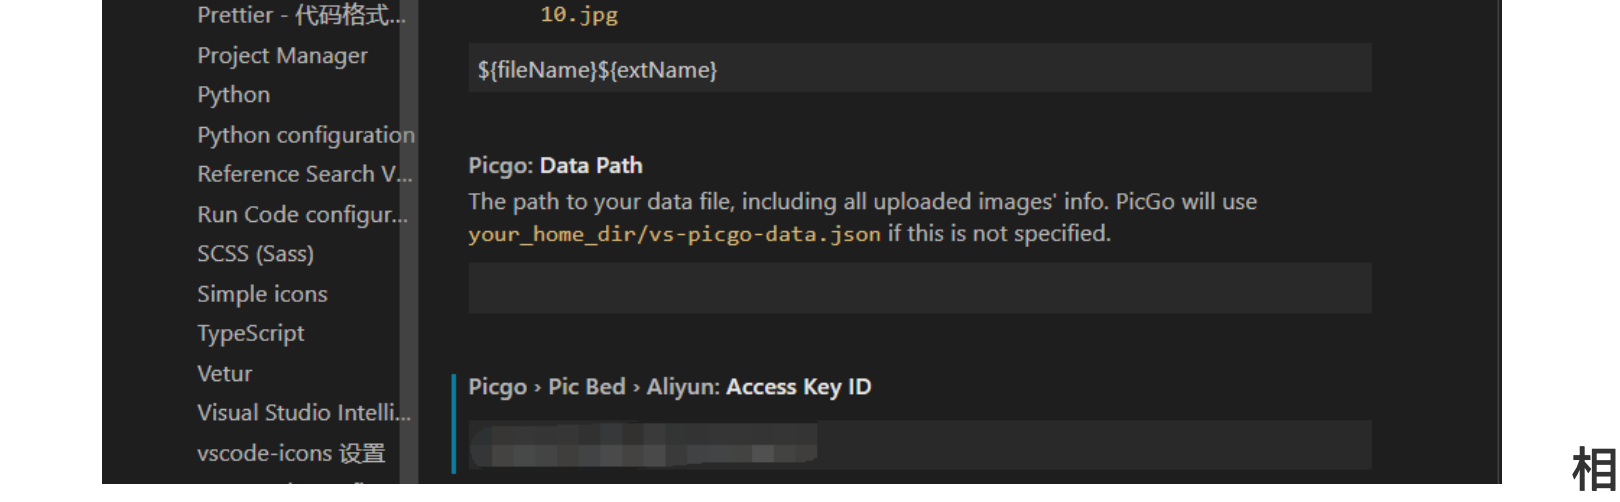 Prettier - 代码格式...
Project Manager
Python
Python configuration
Reference Search V...
Run Code configur...
SCSS (Sass)
Simple icons
TypeScript
Vetur
Visual Studio Intelli...
vscode-icons 设置
10.jpg
${fileName}${extName}
Picgo: Data Path
The path to your data file, including all uploaded images' info. PicGo will use
your_home_dir/vs-picgo-data.json if this is not specified.
Picgo › Pic Bed › Aliyun: Access Key ID
相